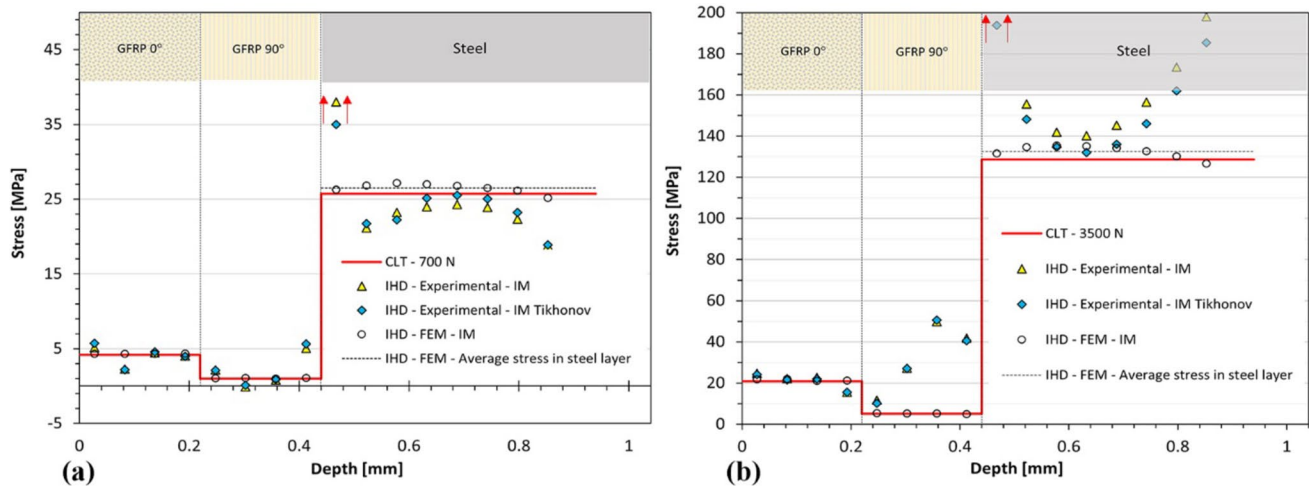 GFRP 0°
GFRP 90°
Steel
Stress [MPa]
45
35
25
15
5
-5
CLT - 700 N
IHD - Experimental - IM
IHD - Experimental - IM Tikhonov
IHD - FEM - IM
IHD - FEM - Average stress in steel layer
0 0.2 0.4 0.6 0.8 1
(a)
Depth [mm]
GFRP 0°
GFRP 90°
Steel
Stress [MPa]
200
180
160
140
120
100
80
60
40
20
0
CLT - 3500 N
IHD - Experimental - IM
IHD - Experimental - IM Tikhonov
IHD - FEM - IM
IHD - FEM - Average stress in steel layer
0 0.2 0.4 0.6 0.8 1
(b)
Depth [mm]